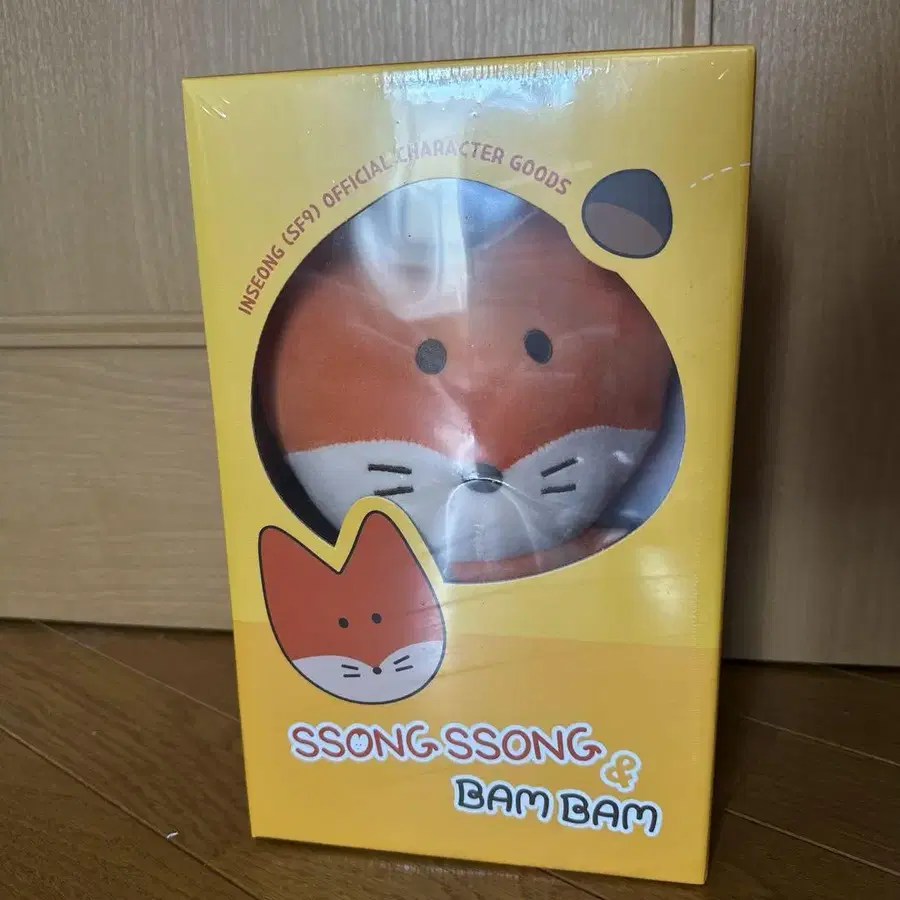 INSEONG (SF9) OFFICIAL CHARACTER GOODS
SSONG SSONG
&
BAM BAM